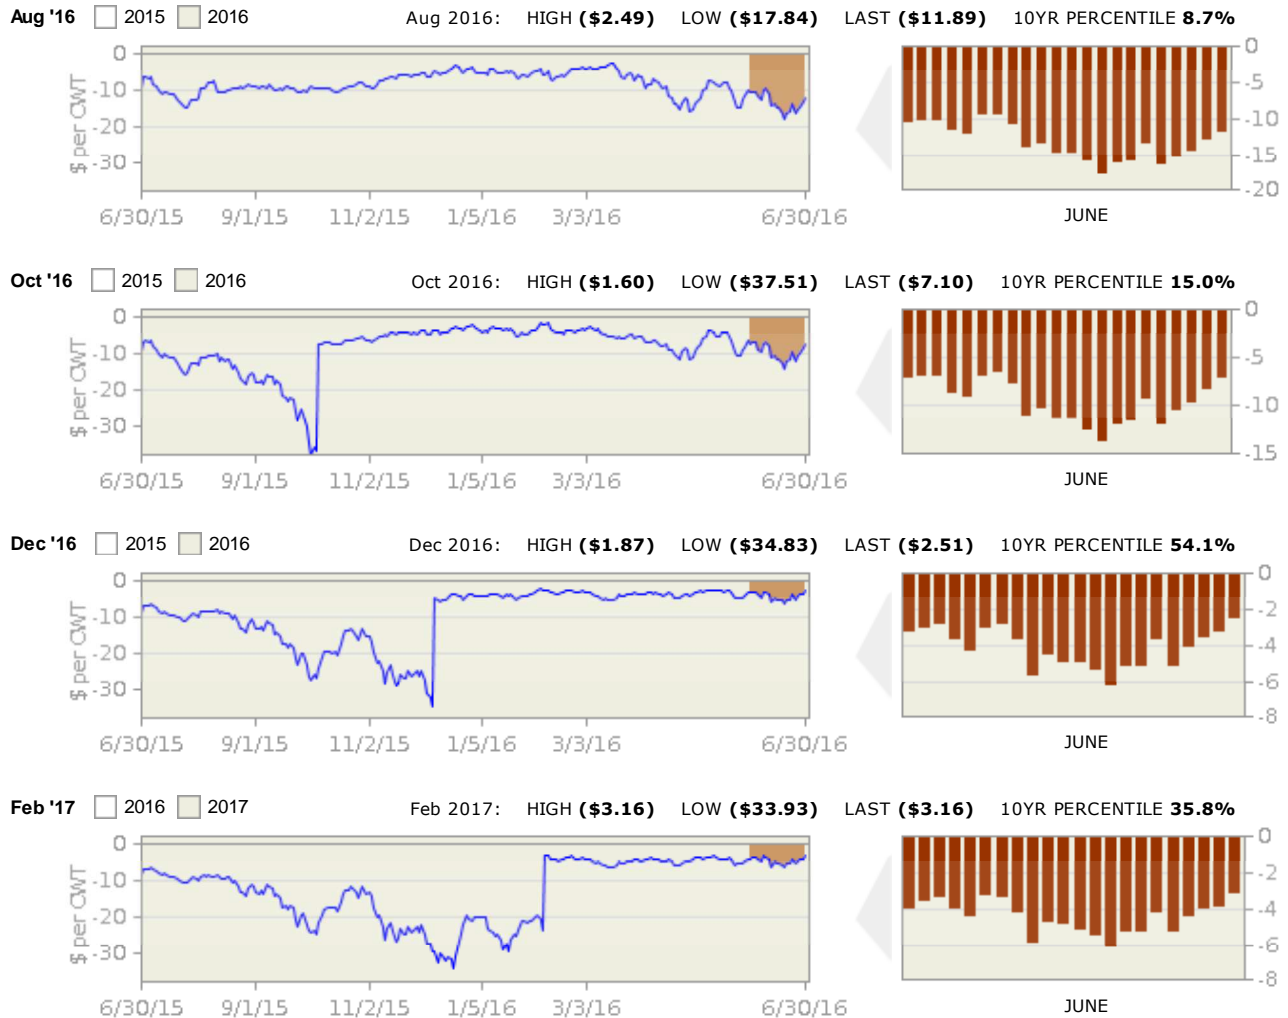 Aug '16 2015 2016 Aug 2016: HIGH ($2.49) LOW ($17.84) LAST ($11.89) 10YR PERCENTILE 8.7%
$ per CWT
0
-10
-20
-30
6/30/15 9/1/15 11/2/15 1/5/16 3/3/16 6/30/16
0
-5
-10
-15
-20
JUNE
Oct '16 2015 2016 Oct 2016: HIGH ($1.60) LOW ($37.51) LAST ($7.10) 10YR PERCENTILE 15.0%
$ per CWT
0
-10
-20
-30
6/30/15 9/1/15 11/2/15 1/5/16 3/3/16 6/30/16
0
-5
-10
-15
JUNE
Dec '16 2015 2016 Dec 2016: HIGH ($1.87) LOW ($34.83) LAST ($2.51) 10YR PERCENTILE 54.1%
$ per CWT
0
-10
-20
-30
6/30/15 9/1/15 11/2/15 1/5/16 3/3/16 6/30/16
0
-2
-4
-6
-8
JUNE
Feb '17 2016 2017 Feb 2017: HIGH ($3.16) LOW ($33.93) LAST ($3.16) 10YR PERCENTILE 35.8%
$ per CWT
0
-10
-20
-30
6/30/15 9/1/15 11/2/15 1/5/16 3/3/16 6/30/16
0
-2
-4
-6
-8
JUNE